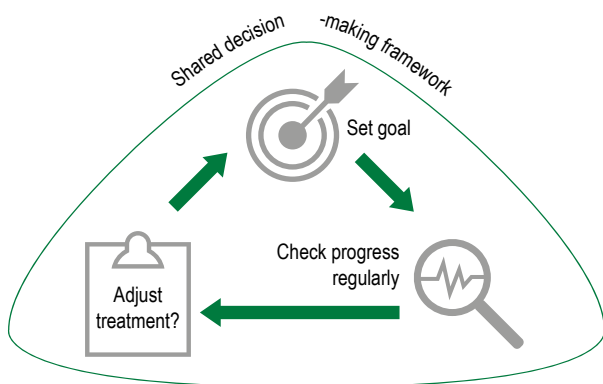 Shared decision -making framework
Set goal
Check progress
regularly
Adjust
treatment?